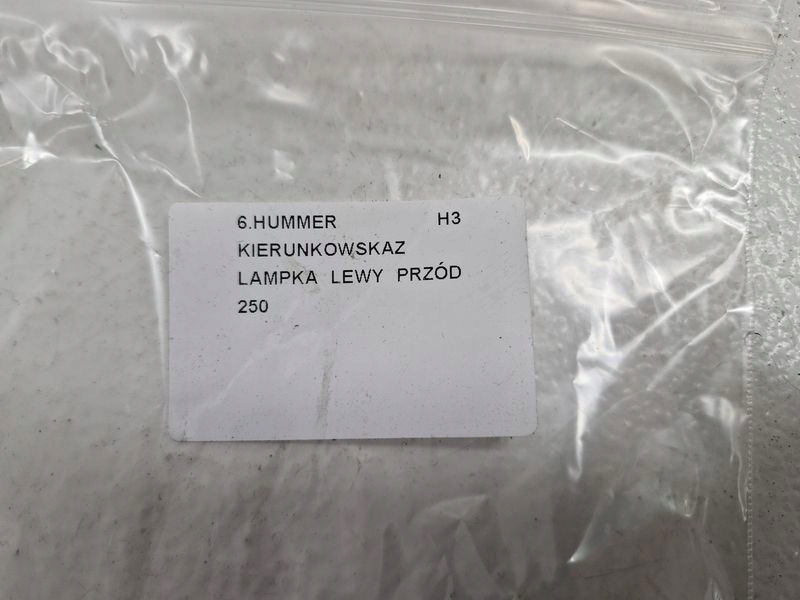 6.HUMMER H3
KIERUNKOWSKAZ
LAMPKA LEWY PRZÓD
250